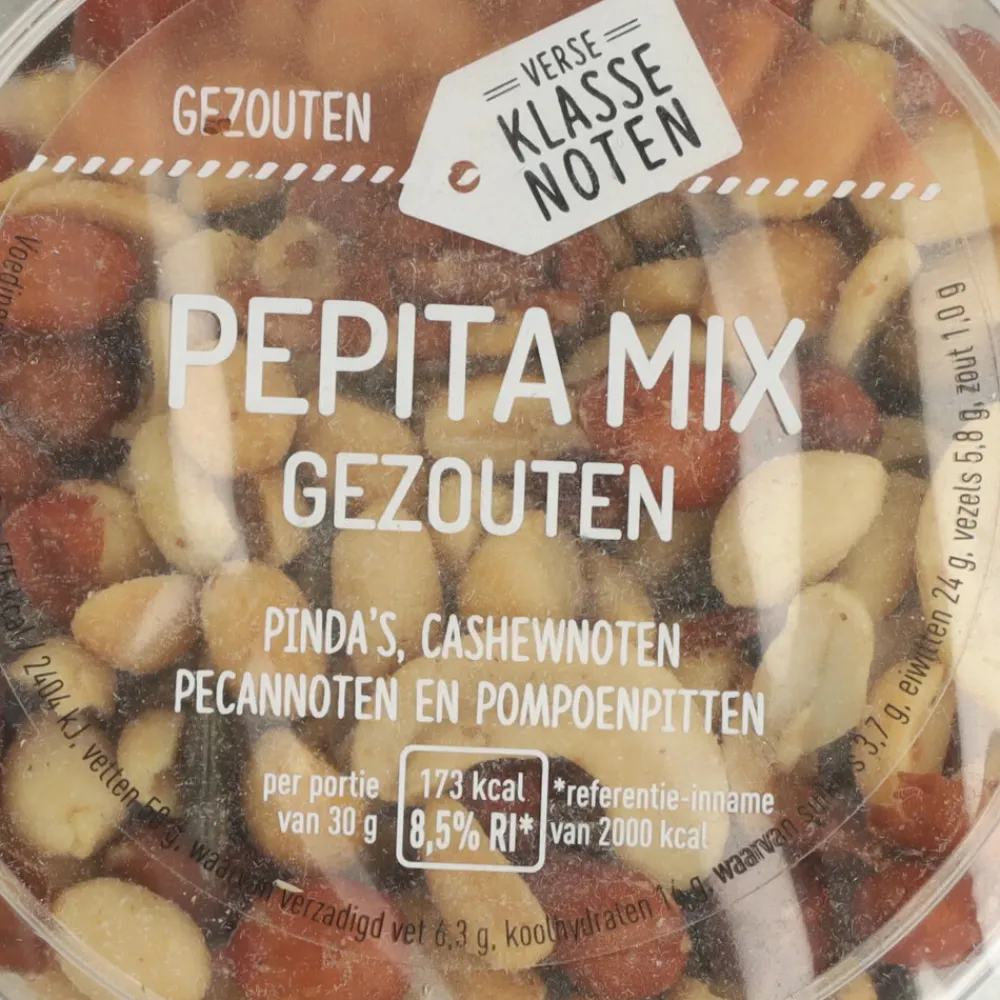 GEZOUTEN
VERSE
KLASSE
NOTEN
PEPITA MIX
GEZOUTEN
PINDA'S, CASHEWNOTEN
PECANNOTEN EN POMPOENPITTEN
per portie
van 30 g
173 kcal
8,5% RI*
*referentie-inname
van 2000 kcal
2404 kJ, vetten waarvan verzadigd vet 6,3 g, koolhydraten 16 g, waarvan 3,7 g, eiwitten 24 g, vezels 5,8 g, zout 1,0 g